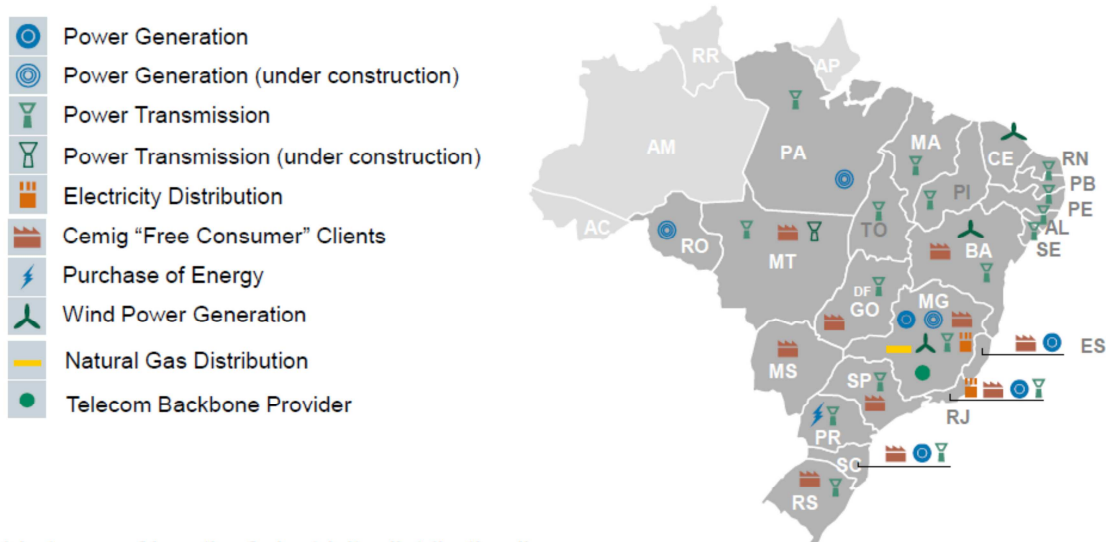 Power Generation
Power Generation (under construction)
Power Transmission
Power Transmission (under construction)
Electricity Distribution
Cemig “Free Consumer” Clients
Purchase of Energy
Wind Power Generation
Natural Gas Distribution
Telecom Backbone Provider
RR
AP
AM
PA
MA
CE
RN
PI
PB
PE
AC
RO
TO
AL
BA
SE
MT
DF
GO
MG
ES
MS
SP
RJ
PR
SC
RS